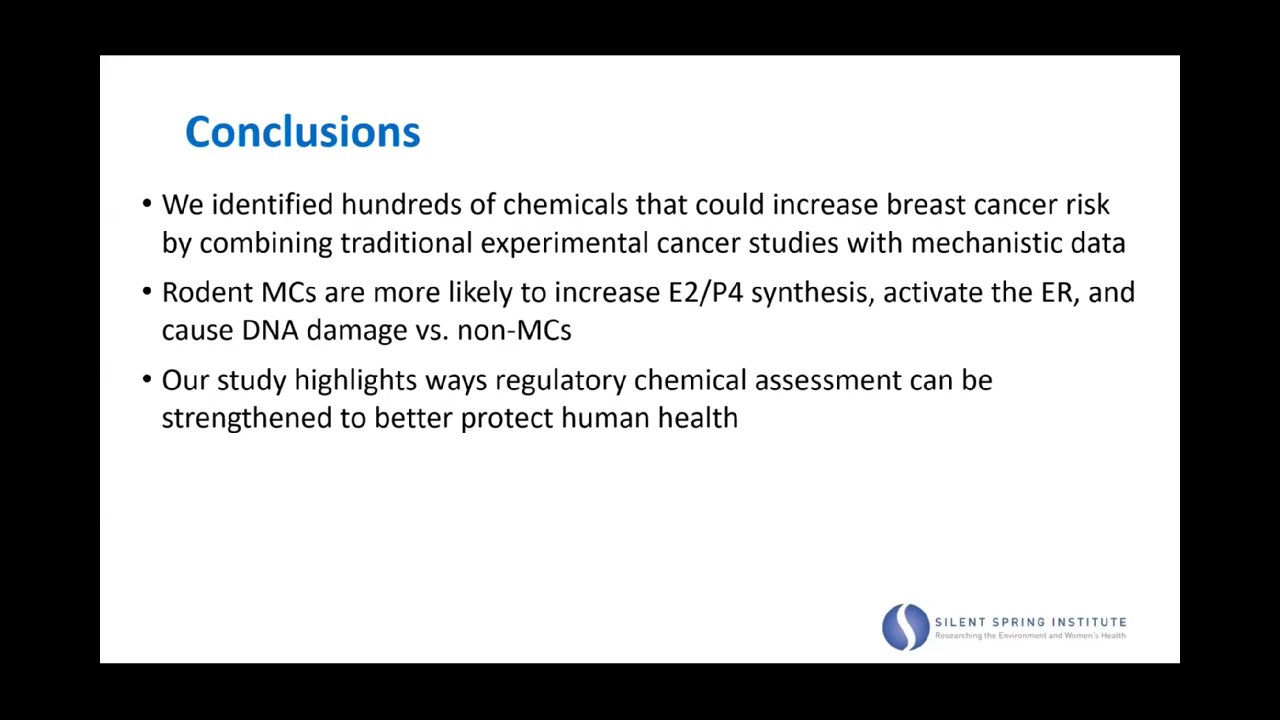 Conclusions
• We identified hundreds of chemicals that could increase breast cancer risk
by combining traditional experimental cancer studies with mechanistic data
• Rodent MCs are more likely to increase E2/P4 synthesis, activate the ER, and
cause DNA damage vs. non-MCs
• Our study highlights ways regulatory chemical assessment can be
strengthened to better protect human health
SILENT SPRING INSTITUTE
Researching the Environment and Women's Health